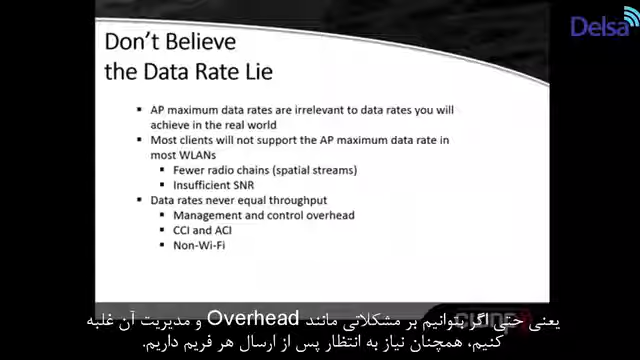 Delsa
Don't Believe
the Data Rate Lie
AP maximum data rates are irrelevant to data rates you will
achieve in the real world
Most clients will not support the AP maximum data rate in
most WLANs
Fewer radio chains (spatial streams)
Insufficient SNR
Data rates never equal throughput
Management and control overhead
CCI and ACI
Non-Wi-Fi
یعنی حتی اگر بتوانیم بر مشکلاتی مانند Overhead و مدیریت آن غلبه
کنیم، همچنان نیاز به انتظار پس از ارسال هر فریم داریم.